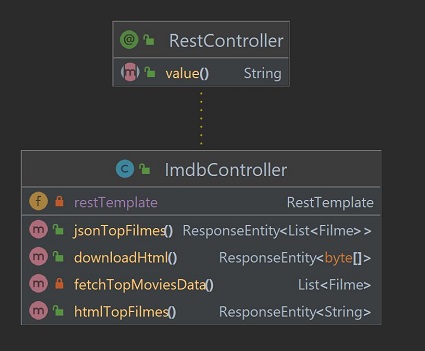 RestController
value() String
ImdbController
restTemplate RestTemplate
jsonTopFilmes() ResponseEntity<List<Filme>>
downloadHtml() ResponseEntity<byte[]>
fetchTopMoviesData() List<Filme>
htmlTopFilmes() ResponseEntity<String>